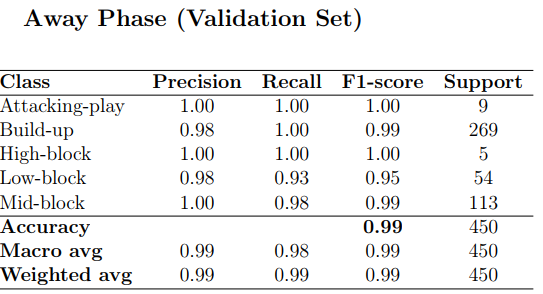 Away Phase (Validation Set)
Class Precision Recall F1-score Support
Attacking-play 1.00 1.00 1.00 9
Build-up 0.98 1.00 0.99 269
High-block 1.00 1.00 1.00 5
Low-block 0.98 0.93 0.95 54
Mid-block 1.00 0.98 0.99 113
Accuracy 0.99 450
Macro avg 0.99 0.98 0.99 450
Weighted avg 0.99 0.99 0.99 450